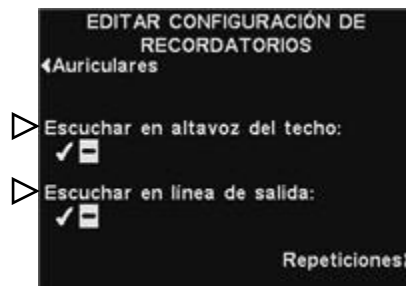 EDITAR CONFIGURACIÓN DE
RECORDATORIOS
Auriculares
Escuchar en altavoz del techo:
Escuchar en línea de salida:
Repeticiones